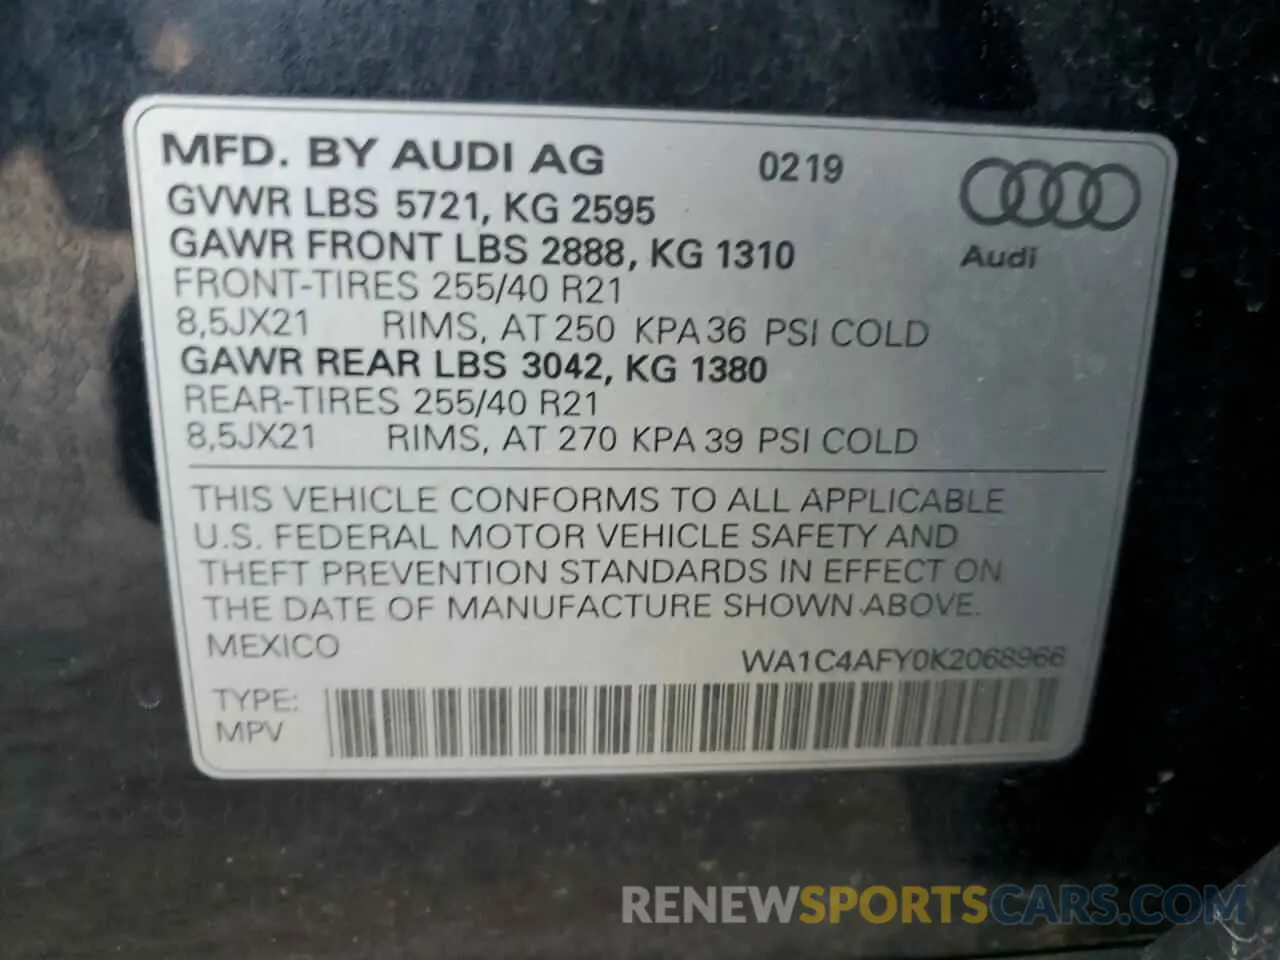 MFD. BY AUDI AG 0219
GVWR LBS 5721, KG 2595
GAWR FRONT LBS 2888, KG 1310
Audi
FRONT-TIRES 255/40 R21
8,5JX21 RIMS, AT 250 KPA 36 PSI COLD
GAWR REAR LBS 3042, KG 1380
REAR-TIRES 255/40 R21
8,5JX21 RIMS, AT 270 KPA 39 PSI COLD
THIS VEHICLE CONFORMS TO ALL APPLICABLE
U.S. FEDERAL MOTOR VEHICLE SAFETY AND
THEFT PREVENTION STANDARDS IN EFFECT ON
THE DATE OF MANUFACTURE SHOWN ABOVE.
MEXICO
WA1C4AFY0K2068966
TYPE:
MPV
RENEWSPORTSCARS.COM